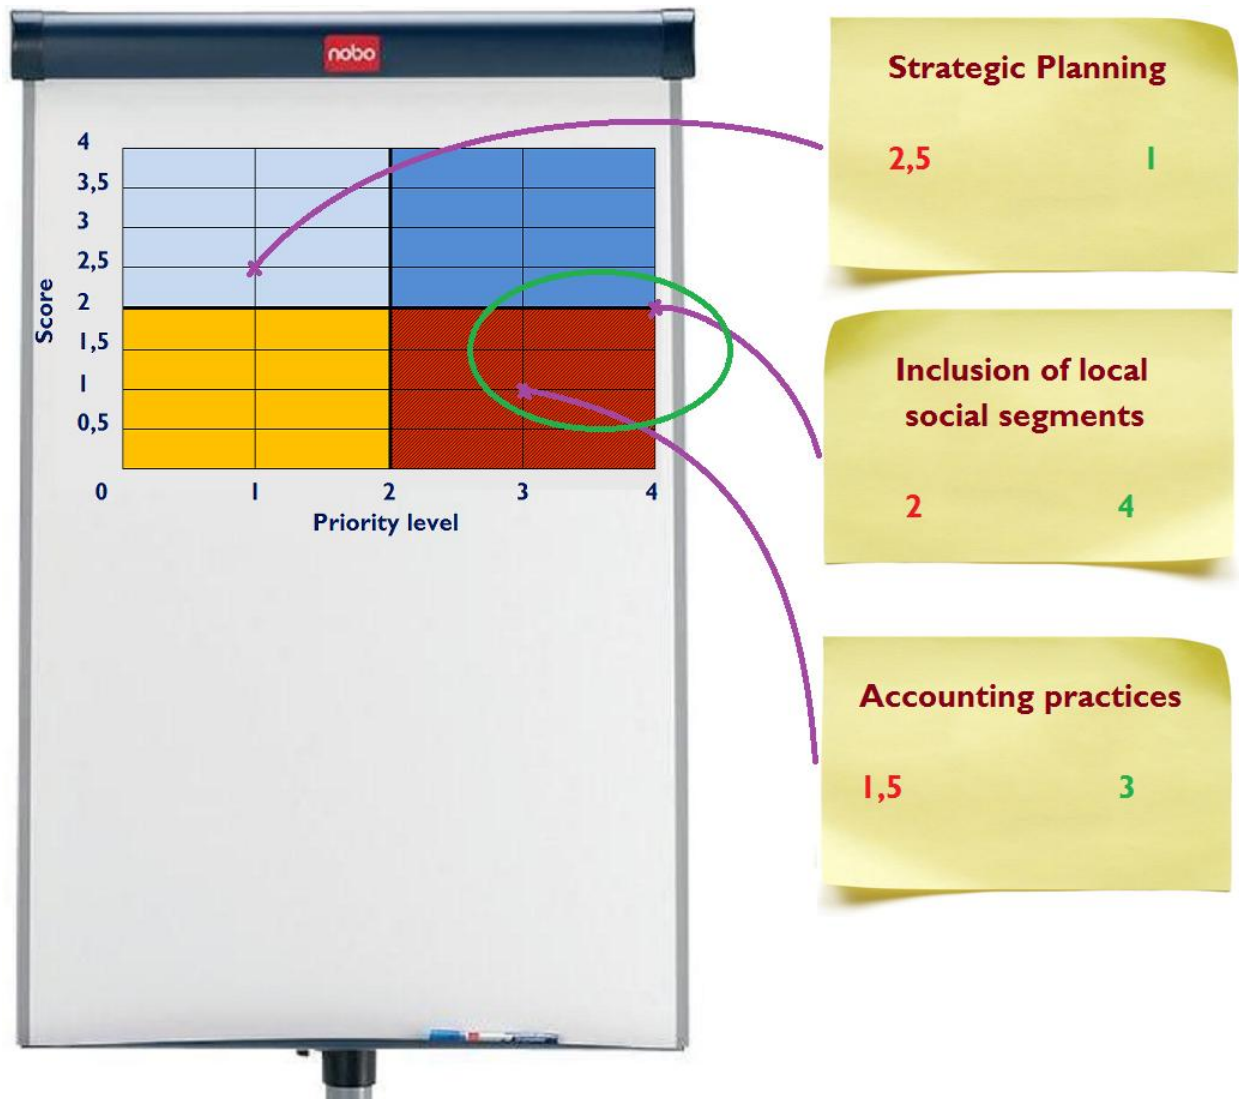 nobo
4
3,5
3
2,5
2
1,5
1
0,5
Score
0 1 2 3 4
Priority level
Strategic Planning
2,5 1
Inclusion of local
social segments
2 4
Accounting practices
1,5 3